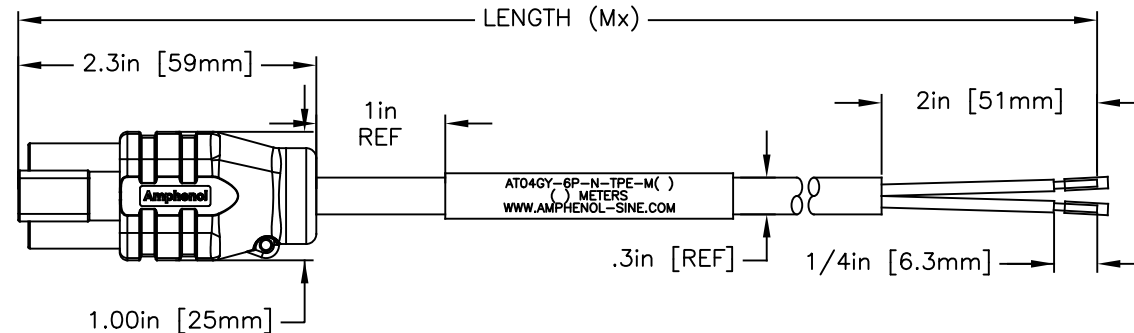 LENGTH (Mx)
2.3in [59mm]
1in
REF
2in [51mm]
Amphenol
AT04GY-6P-N-TPE-M( )
( ) METERS
WWW.AMPHENOL-SINE.COM
.3in [REF]
1/4in [6.3mm]
1.00in [25mm]